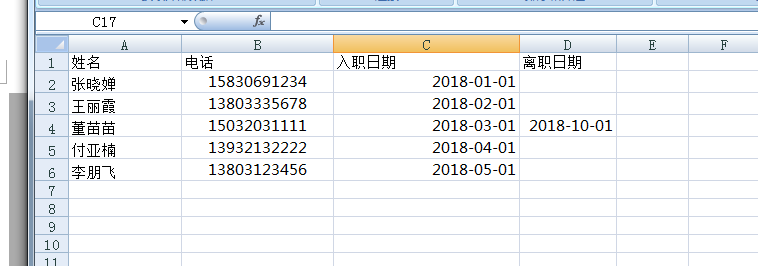 C17
fx
A B C D E F
1 姓名 电话 入职日期 离职日期
2 张晓婵 15830691234 2018-01-01
3 王丽霞 13803335678 2018-02-01
4 董苗苗 15032031111 2018-03-01 2018-10-01
5 付亚楠 13932132222 2018-04-01
6 李朋飞 13803123456 2018-05-01
7
8
9
10
11